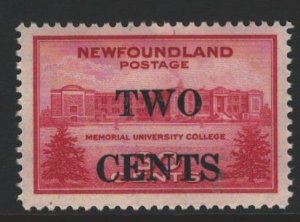 NEWFOUNDLAND
POSTAGE
TWO
MEMORIAL UNIVERSITY COLLEGE
CENTS